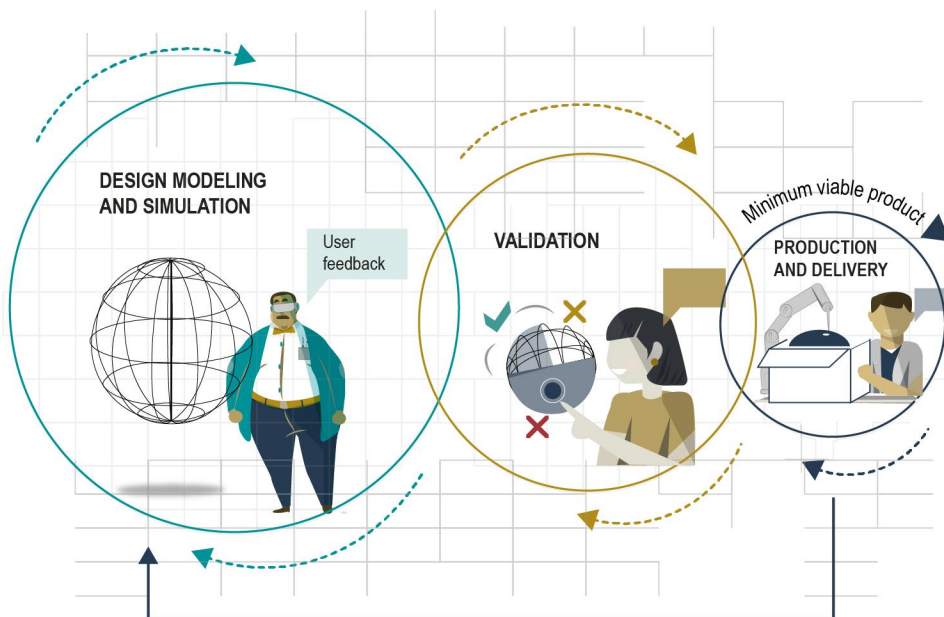 DESIGN MODELING
AND SIMULATION
User
feedback
VALIDATION
Minimum viable product
PRODUCTION
AND DELIVERY